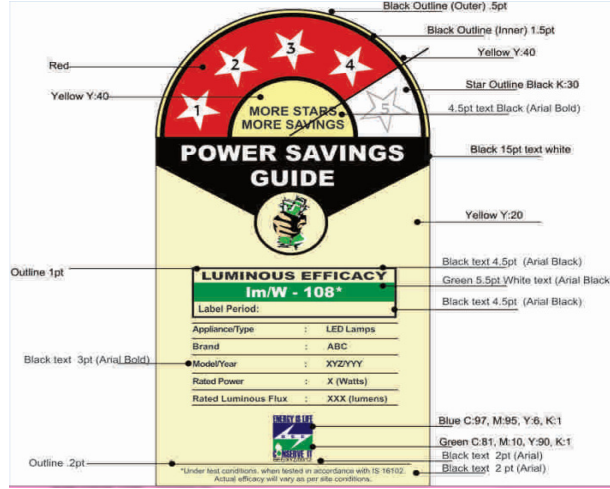 Black Outline (Outer) .5pt
Black Outline (Inner) 1.5pt
Yellow Y:40
Red
Star Outline Black K:30
Yellow Y:40
4.5pt text Black (Arial Bold)
1
2
3
4
5
MORE STARS
MORE SAVINGS
POWER SAVINGS
GUIDE
Black 15pt text white
Yellow Y:20
Black text 4.5pt (Arial Black)
Outline 1pt
LUMINOUS EFFICACY
Green 5.5pt White text (Arial Black
lm/W - 108*
Black text 4.5pt (Arial Black)
Label Period:
Appliance/Type : LED Lamps
Brand : ABC
Black text 3pt (Arial Bold)
Model/Year : XYZ/YYY
Rated Power : X (Watts)
Rated Luminous Flux : XXX (lumens)
ENERGY IS LIFE
BEE
CONSERVE IT
Blue C:97, M:95, Y:6, K:1
Green C:81, M:10, Y:90, K:1
Black text 2pt (Arial)
Outline .2pt
*Under test conditions, when tested in accordance with IS 16102.
Actual efficacy will vary as per site conditions.
Black text 2 pt (Arial)